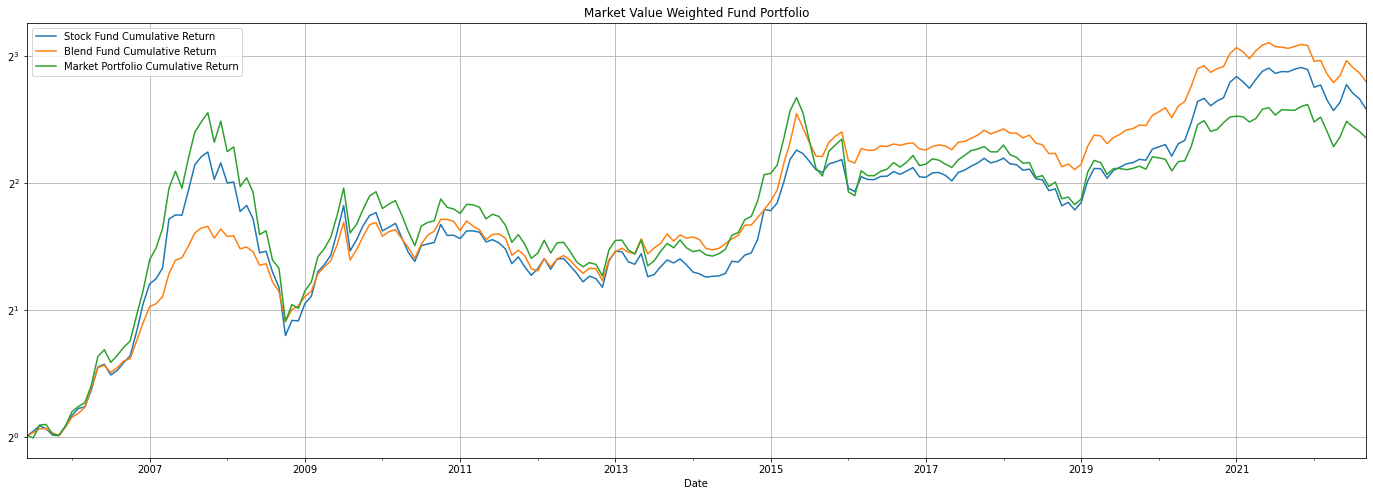 Market Value Weighted Fund Portfolio
Stock Fund Cumulative Return
Blend Fund Cumulative Return
Market Portfolio Cumulative Return
2³
2²
2¹
2⁰
2007 2009 2011 2013 2015 2017 2019 2021
Date